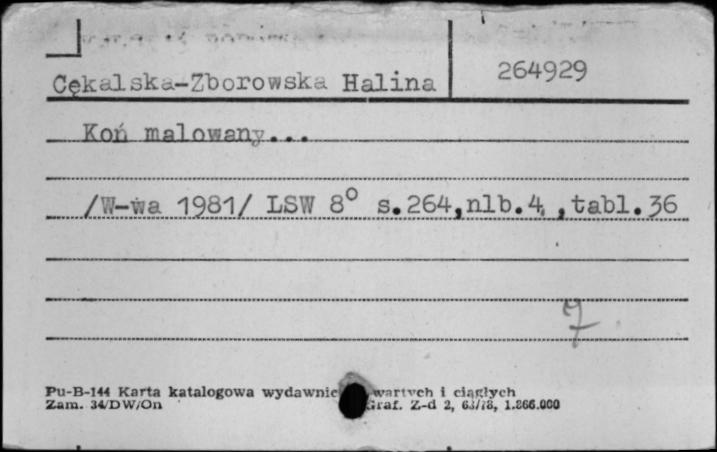 Cękalska-Zborowska Halina
264929
Koń malowany...
/W-wa 1981/ LSW 8° s.264,nlb.4, ,tabl.36
7
Pu-B-144 Karta katalogowa wydawnic wartych i ciągłych
Zam. 34/DW/On Graf. Z-d 2, 63/78, 1.866.000